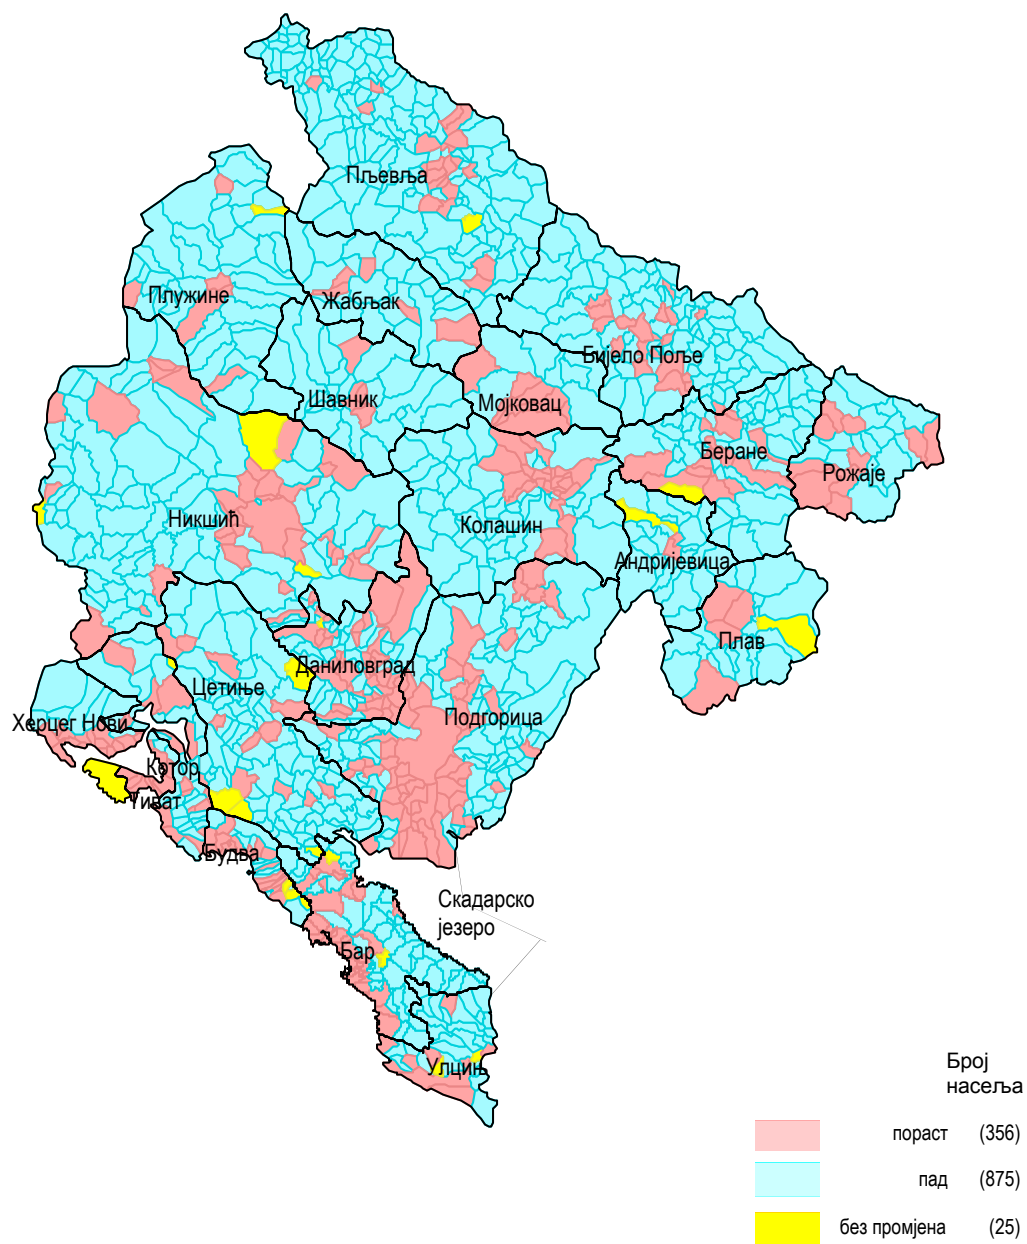 Пљевља
Плужине
Жабљак
Бијело Поље
Шавник
Мојковац
Беране
Рожаје
Никшић
Колашин
Андријевица
Плав
Даниловград
Цетиње
Подгорица
Херцег Нови
Котор
Тиват
Будва
Скадарско
језеро
Бар
Улцињ
Број
насеља
пораст (356)
пад (875)
без промјена (25)